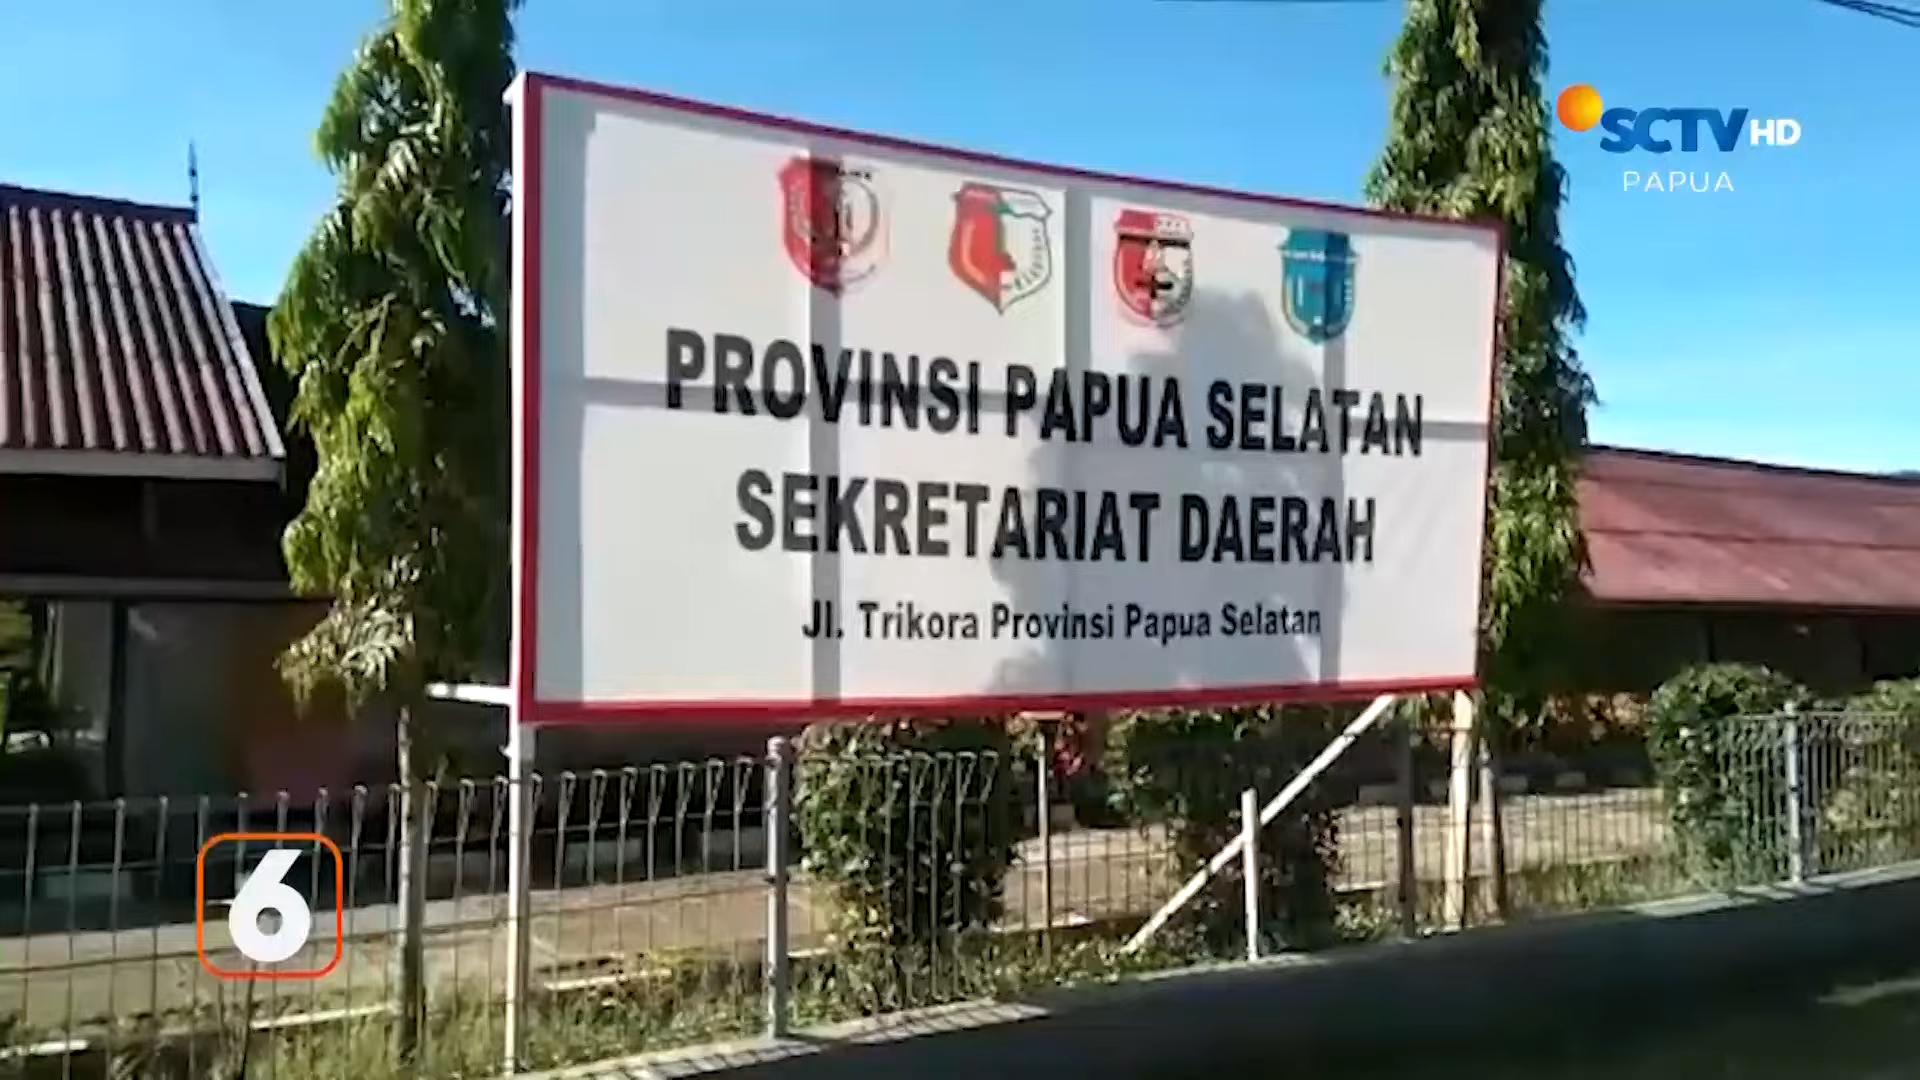 SCTV HD
PAPUA
PROVINSI PAPUA SELATAN
SEKRETARIAT DAERAH
Jl. Trikora Provinsi Papua Selatan
6